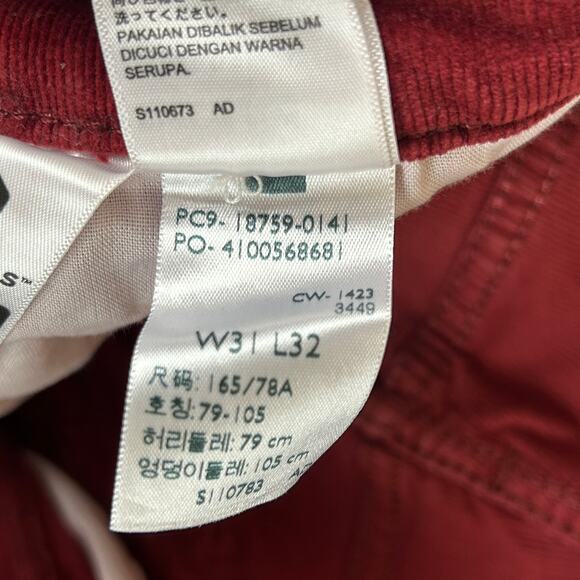 洗ってください。
PAKAIAN DIBALIK SEBELUM
DICUCI DENGAN WARNA
SERUPA.
S110673 AD
PC9-18759-0141
PO-4100568681
CW-1423
3449
W31 L32
尺码:165/78A
호칭:79-105
허리둘레:79 cm
엉덩이둘레:105 cm
S110783
S™